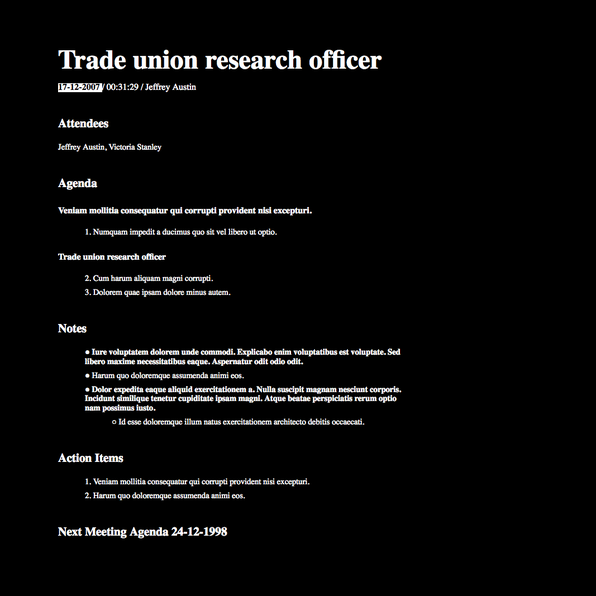 Trade union research officer
17-12-2007 / 00:31:29 / Jeffrey Austin
Attendees
Jeffrey Austin, Victoria Stanley
Agenda
Veniam mollitia consequatur qui corrupti provident nisi excepturi.
1. Numquam impedit a ducimus quo sit vel libero ut optio.
Trade union research officer
2. Cum harum aliquam magni corrupti.
3. Dolorem quae ipsam dolore minus autem.
Notes
● Iure voluptatem dolorem unde commodi. Explicabo enim voluptatibus est voluptate. Sed
libero maxime necessitatibus eaque. Aspernatur odit odio odit.
● Harum quo doloremque assumenda animi eos.
● Dolor expedita eaque aliquid exercitationem a. Nulla suscipit magnam nesciunt corporis.
Incidunt similique tenetur cupiditate ipsam magni. Atque beatae perspiciatis rerum optio
nam possimus iusto.
○ Id esse doloremque illum natus exercitationem architecto debitis occaecati.
Action Items
1. Veniam mollitia consequatur qui corrupti provident nisi excepturi.
2. Harum quo doloremque assumenda animi eos.
Next Meeting Agenda 24-12-1998